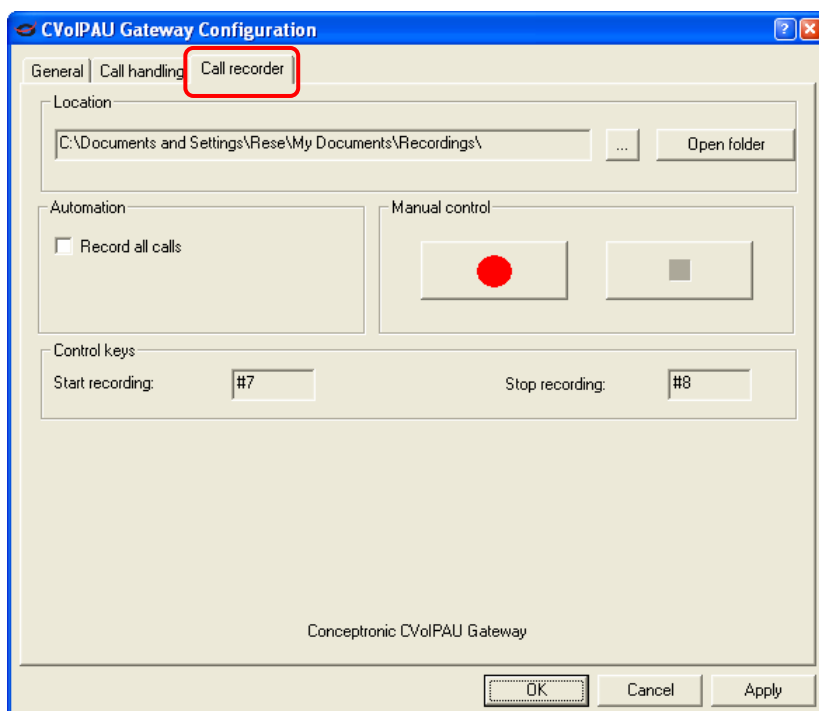 CVoIPAU Gateway Configuration
General Call handling Call recorder
Location
C:\Documents and Settings\Rese\My Documents\Recordings\ ... Open folder
Automation Manual control
Record all calls
Control keys
Start recording: #7 Stop recording: #8
Conceptronic CVoIPAU Gateway
OK Cancel Apply